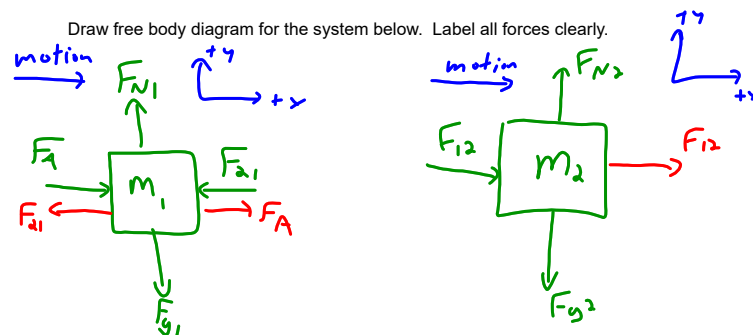 Draw free body diagram for the system below. Label all forces clearly.
motion
+y
+x
FN1
FA
F21
m1
F21
FA
Fg1
motion
+y
+x
FN2
F12
m2
F12
Fg2